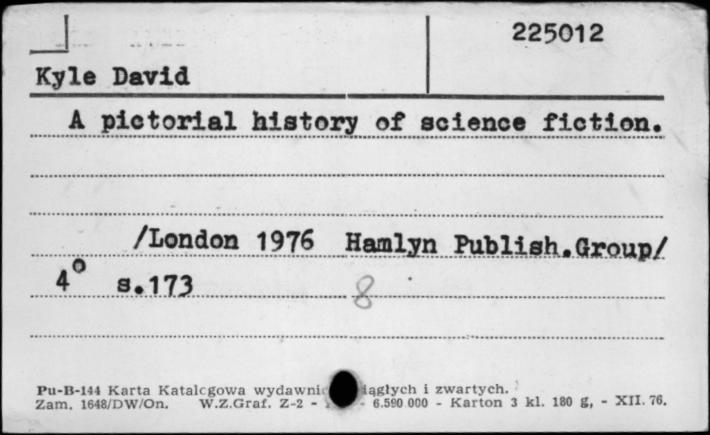 225012
Kyle David
A pictorial history of science fiction.
/London 1976 Hamlyn Publish.Group/
4° s.173 8
Pu-B-144 Karta Katalogowa i zwartych.
Zam. 1648/DW/On. W.Z.Graf. Z-2 - - 6.590 000 - Karton 3 kl. 180 g, - XII. 76.